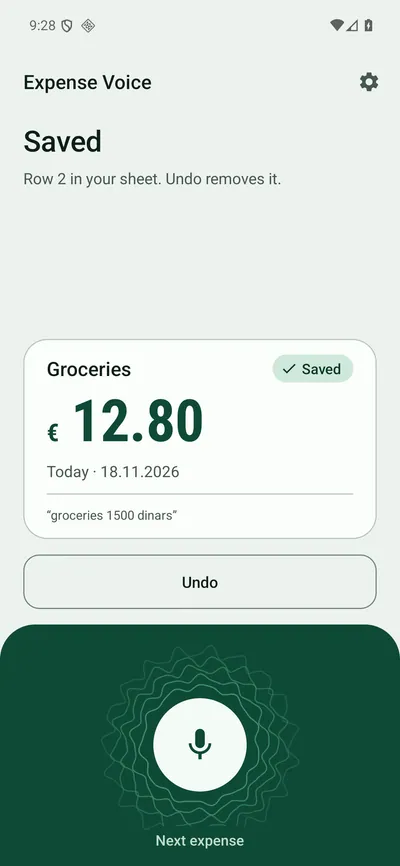 9:28
Expense Voice
Saved
Row 2 in your sheet. Undo removes it.
Groceries
Saved
€ 12.80
Today · 18.11.2026
“groceries 1500 dinars”
Undo
Next expense